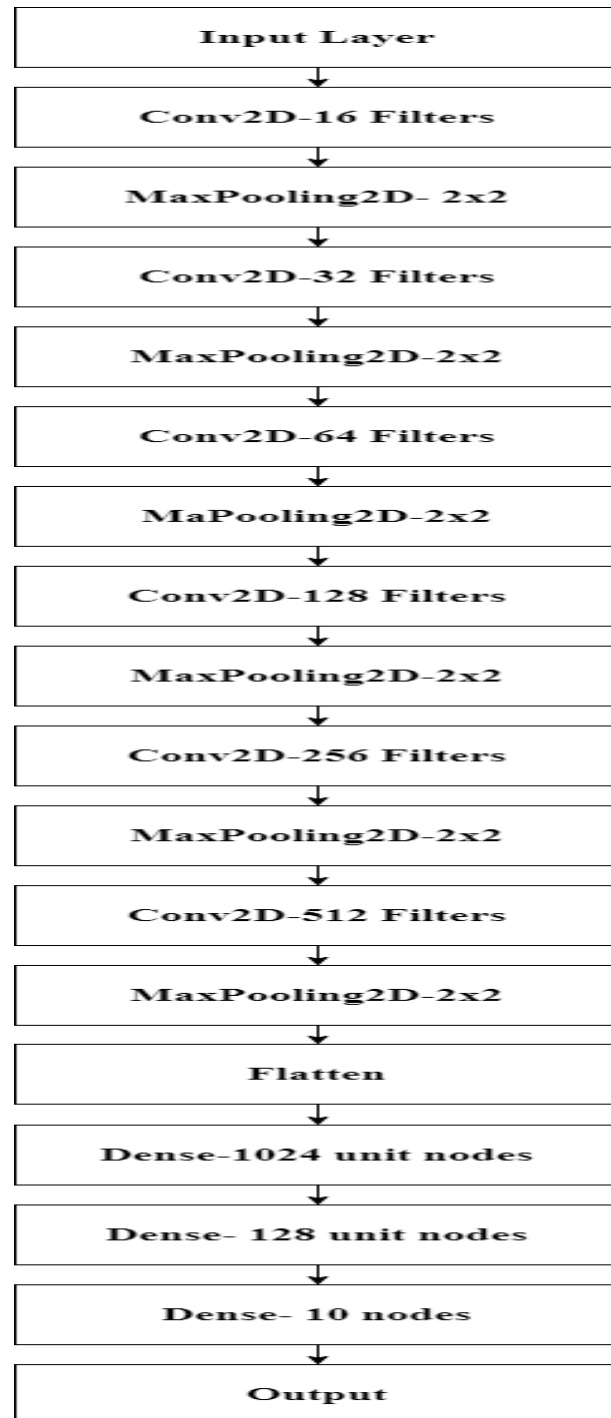 Input Layer
Conv2D-16 Filters
MaxPooling2D- 2x2
Conv2D-32 Filters
MaxPooling2D-2x2
Conv2D-64 Filters
MaPooling2D-2x2
Conv2D-128 Filters
MaxPooling2D-2x2
Conv2D-256 Filters
MaxPooling2D-2x2
Conv2D-512 Filters
MaxPooling2D-2x2
Flatten
Dense-1024 unit nodes
Dense- 128 unit nodes
Dense- 10 nodes
Output